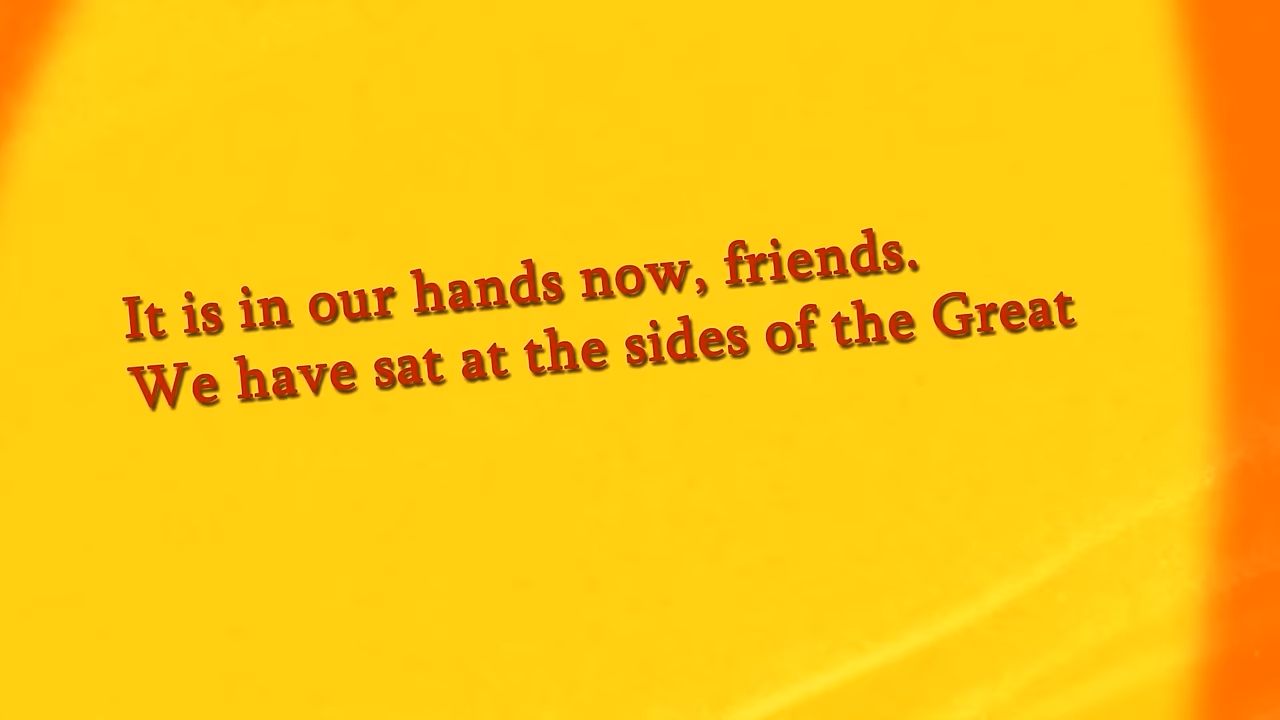 It is in our hands now, friends.
We have sat at the sides of the Great